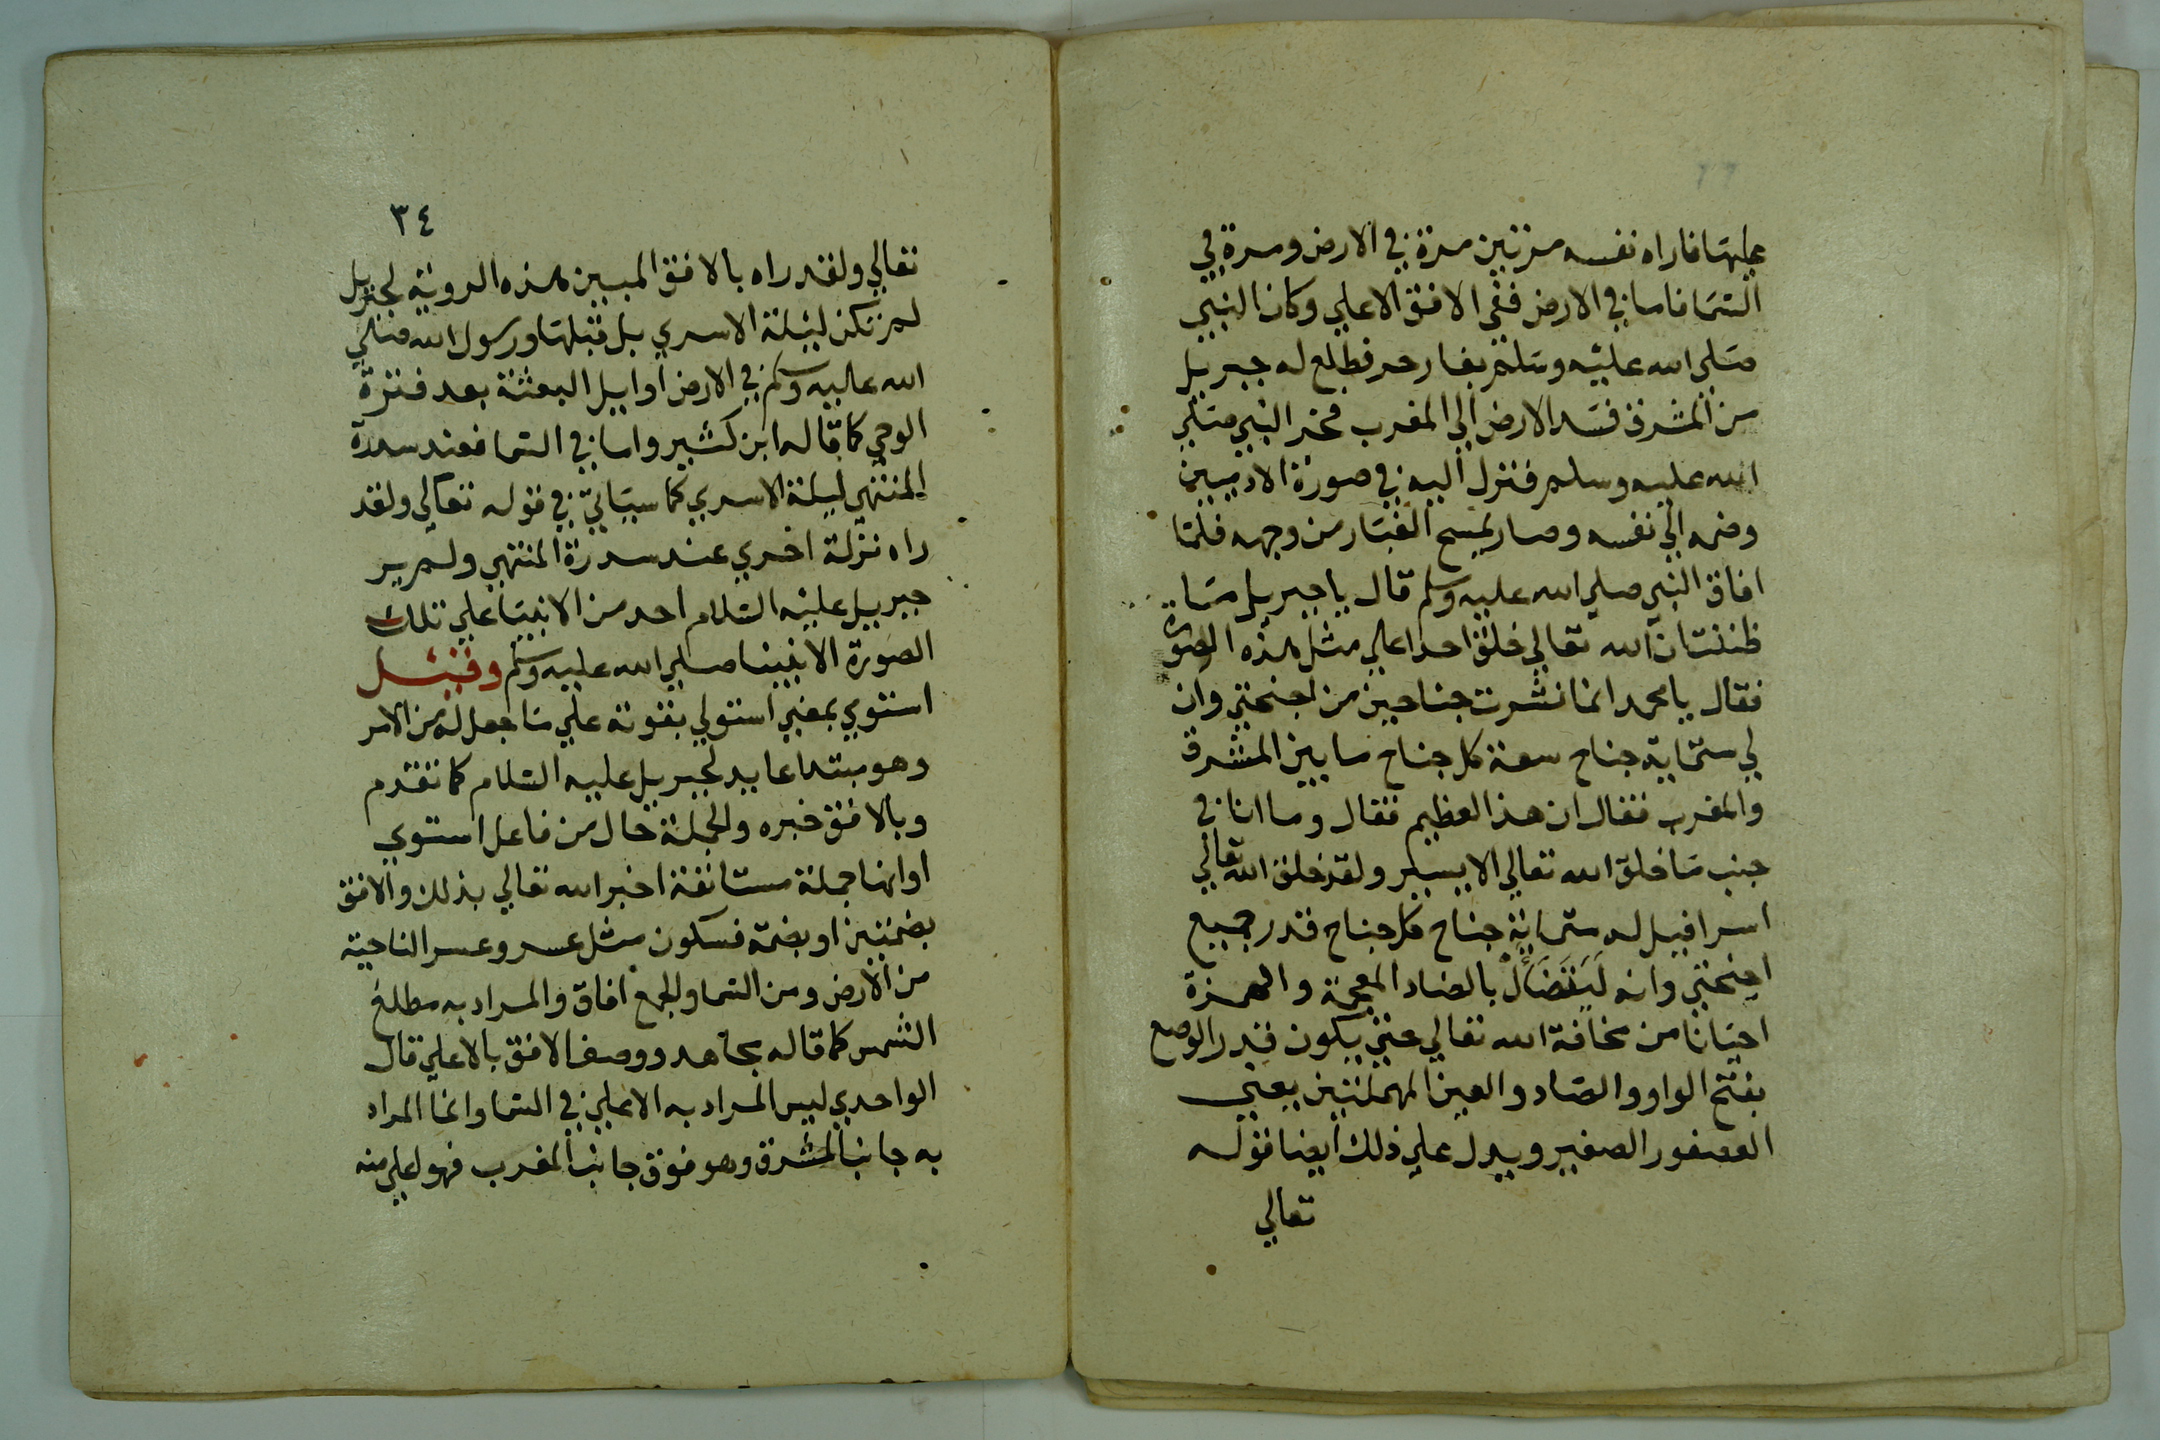 عليها فاراه نفسه مرتين مرة في الارض ومرة في
السما فاما في الارض ففي الافق الاعلي وكان النبي
صلي الله عليه وسلم بغار حرا فطلع له جبريل
من المشرق فسد الارض الي المغرب فخر النبي صلي
الله عليه وسلم فنزل اليه في صورة الادميين
وضمه الي نفسه وصار يمسح الغبار من وجهه فلما
افاق النبي صلي الله عليه وسلم قال يا جبريل ما
ظننت ان الله تعالي خلق احدا علي مثل هذه الصورة
فقال يا محمد انما نشرت جناحين من اجنحتي وان
لي ستماية جناح سعة كل جناح ما بين المشرق
والمغرب فقال ان هذا لعظيم فقال وما انا في
جنب ما خلق الله تعالي الا يسير ولقد خلق الله تعالي
اسرافيل له ستماية جناح كل جناح قدر جميع
اجنحتي وانه لَيَتَضَأَلُ بالضاد المعجمة والهمزة
احيانا من مخافة الله تعالي حتي يكون قدر الوصع
بفتح الواو والصاد والعين المهملتين يعني
العصفور الصغير ويدل علي ذلك ايضا قوله
تعالي
٣٤
تعالي ولقد راه بالافق المبين هذه الروية لجبريل
لم تكن ليلة الاسري بل قبلها ورسول الله صلي
الله عليه وسلم في الارض اوايل البعثة بعد فترة
الوحي كما قاله ابن كثير واما في السما فعند سدرة
المنتهي ليلة الاسري كما سياتي في قوله تعالي ولقد
راه نزلة اخري عند سدرة المنتهي ولم ير
جبريل عليه السلام احد من الانبيا علي تلك
الصورة الا نبينا صلي الله عليه وسلم وقيل
استوي بمعني استولي بقوته علي ما جعل له من الامر
وهو مبتدا عايد لجبريل عليه السلام كما تقدم
وبالافق خبره والجملة حال من فاعل استوي
او انها جملة مستانفة اخبر الله تعالي بذلك والافق
بضمتين او بضمة فسكون مثل عسر وعسر الناحية
من الارض ومن السما والجمع افاق والمراد به مطلع
الشمس كما قاله مجاهد ووصف الافق بالاعلي قال
الواحدي ليس المراد به الاعلي في السما وانما المراد
به جانب المشرق وهو فوق جانب المغرب فهو اعلي منه